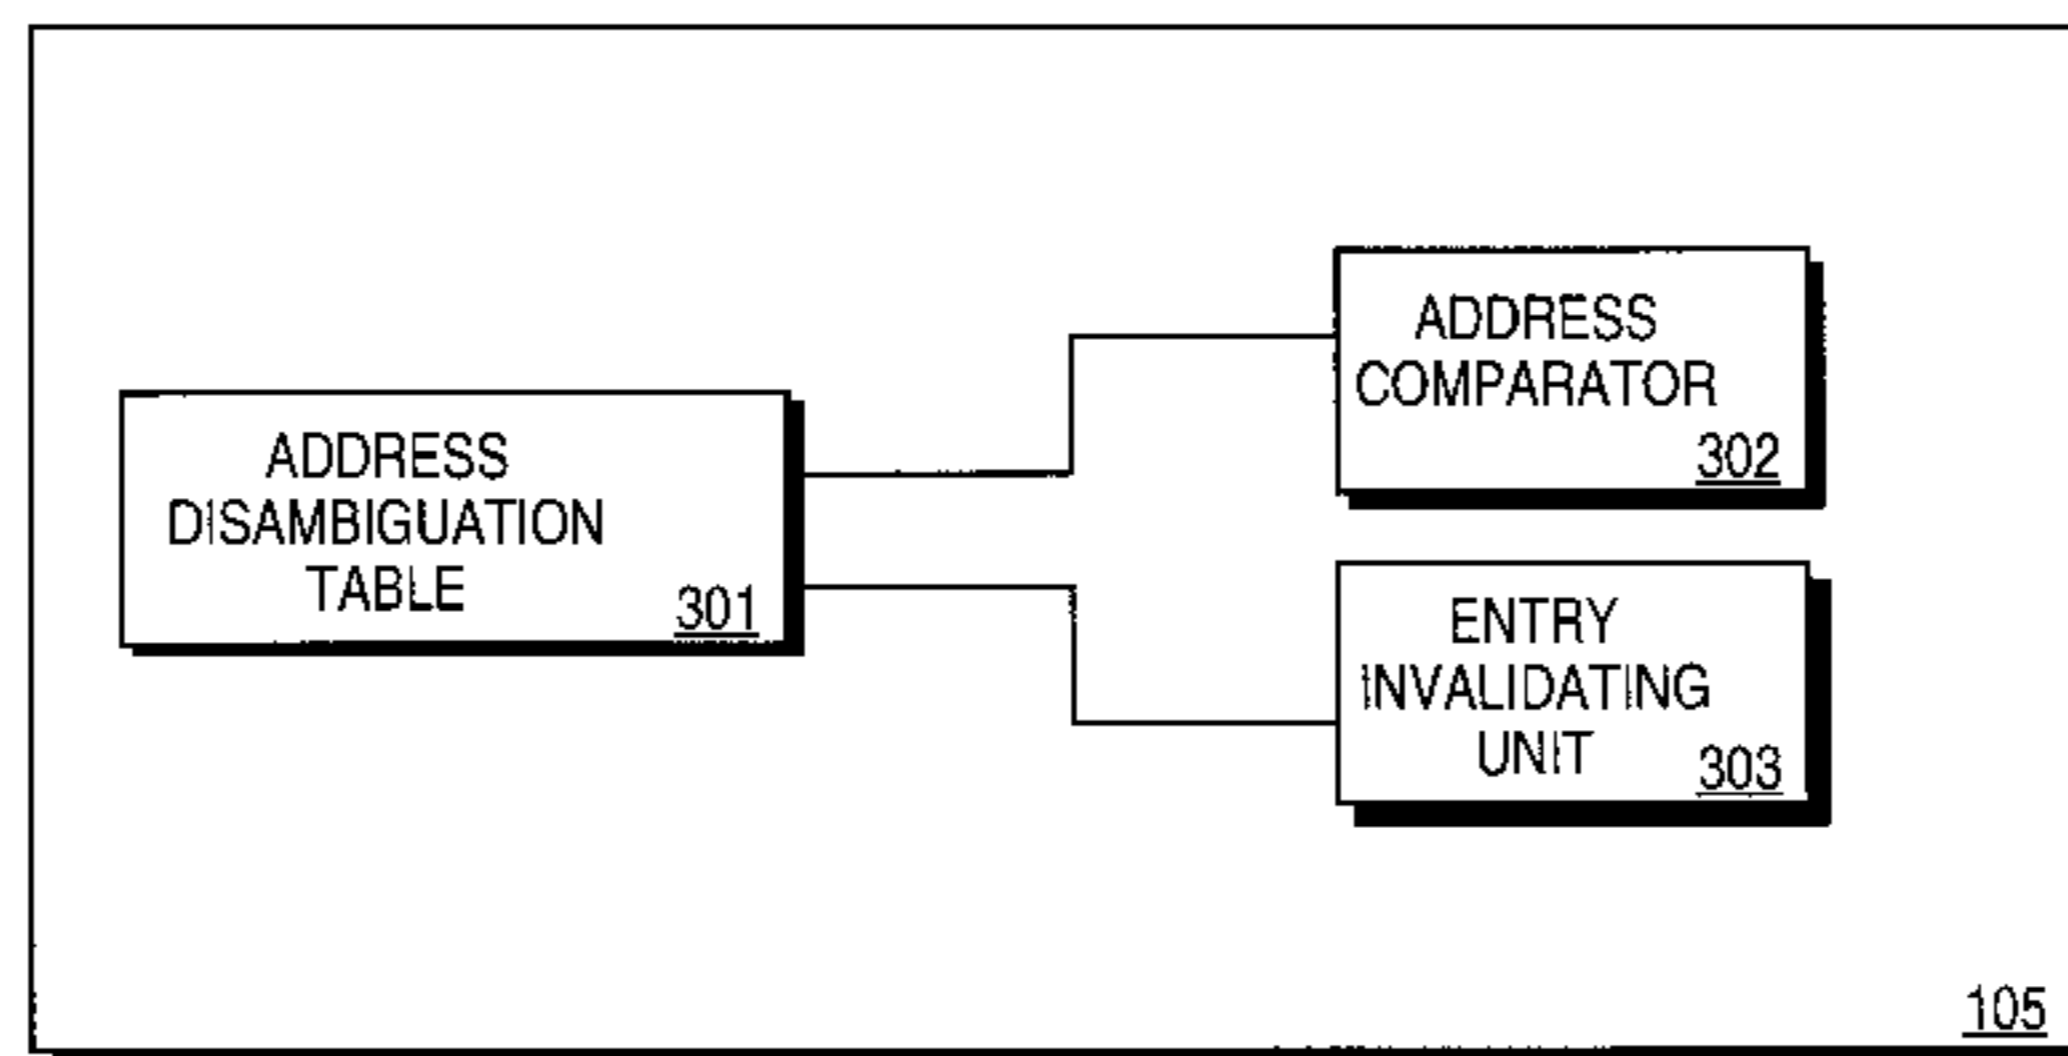 ADDRESS
DISAMBIGUATION
TABLE
301
ADDRESS
COMPARATOR
302
ENTRY
INVALIDATING
UNIT
303
105